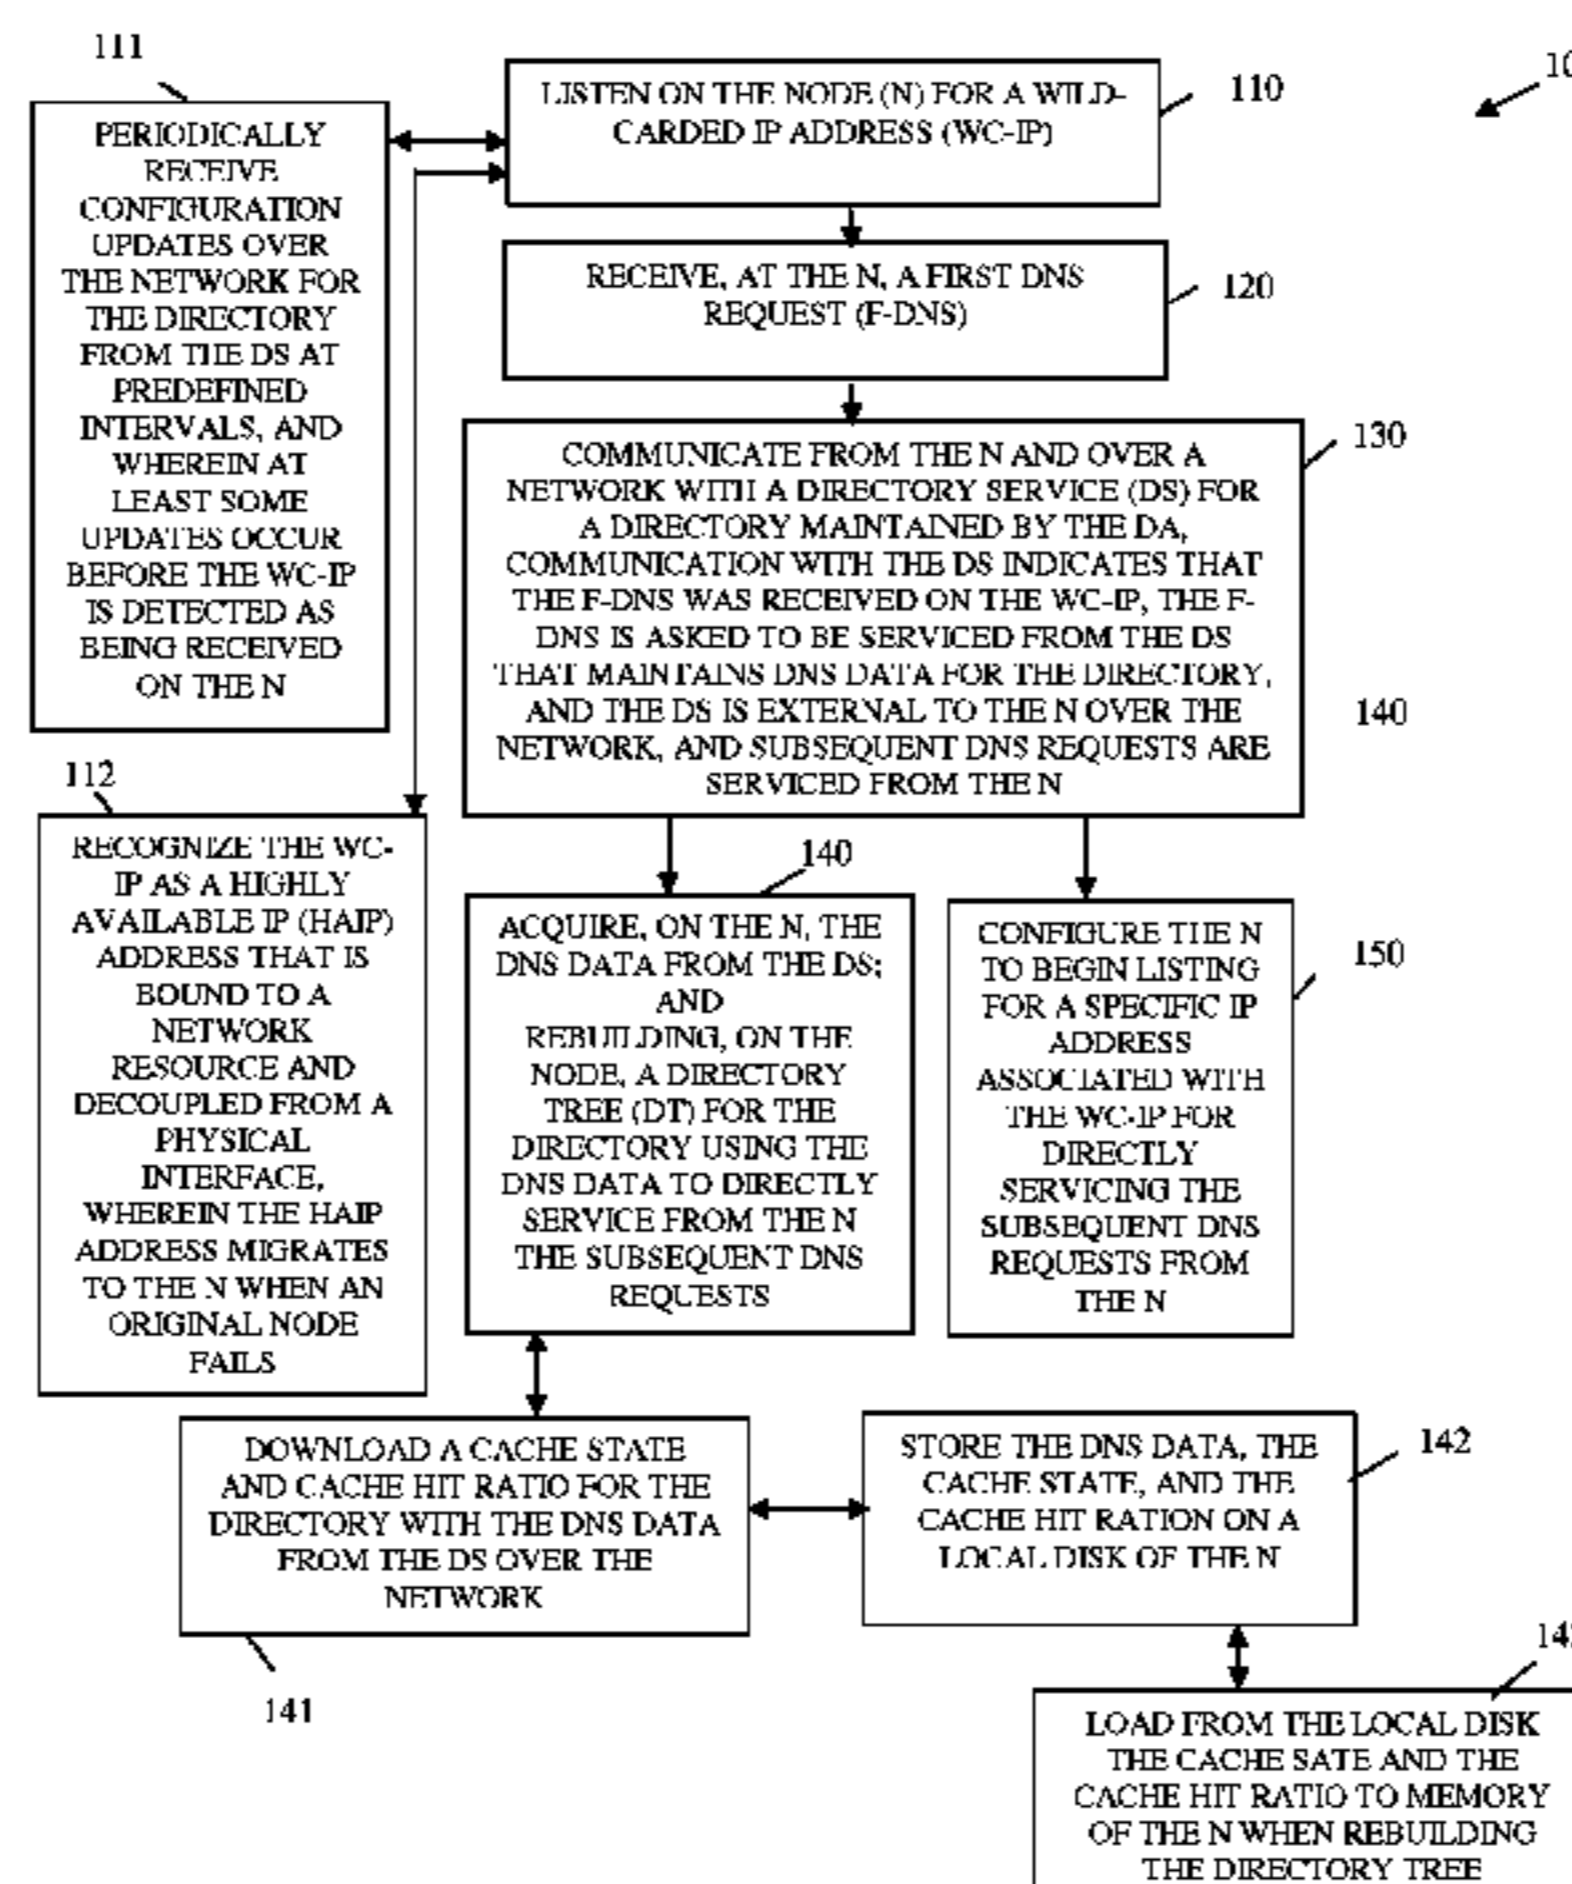 111
PERIODICALLY
RECEIVE
CONFIGURATION
UPDATES OVER
THE NETWORK FOR
THE DIRECTORY
FROM THE DS AT
PREDEFINED
INTERVALS, AND
WHEREIN AT
LEAST SOME
UPDATES OCCUR
BEFORE THE WC-IP
IS DETECTED AS
BEING RECEIVED
ON THE N
LISTEN ON THE NODE (N) FOR A WILD-
CARDED IP ADDRESS (WC-IP)
110
10
RECEIVE, AT THE N, A FIRST DNS
REQUEST (F-DNS)
120
COMMUNICATE FROM THE N AND OVER A
NETWORK WITH A DIRECTORY SERVICE (DS) FOR
A DIRECTORY MAINTAINED BY THE DA,
COMMUNICATION WITH THE DS INDICATES THAT
THE F-DNS WAS RECEIVED ON THE WC-IP, THE F-
DNS IS ASKED TO BE SERVICED FROM THE DS
THAT MAINTAINS DNS DATA FOR THE DIRECTORY,
AND THE DS IS EXTERNAL TO THE N OVER THE
NETWORK, AND SUBSEQUENT DNS REQUESTS ARE
SERVICED FROM THE N
130
140
112
RECOGNIZE THE WC-
IP AS A HIGHLY
AVAILABLE IP (HAIP)
ADDRESS THAT IS
BOUND TO A
NETWORK
RESOURCE AND
DECOUPLED FROM A
PHYSICAL
INTERFACE,
WHEREIN THE HAIP
ADDRESS MIGRATES
TO THE N WHEN AN
ORIGINAL NODE
FAILS
140
ACQUIRE, ON THE N, THE
DNS DATA FROM THE DS;
AND
REBUILDING, ON THE
NODE, A DIRECTORY
TREE (DT) FOR THE
DIRECTORY USING THE
DNS DATA TO DIRECTLY
SERVICE FROM THE N
THE SUBSEQUENT DNS
REQUESTS
CONFIGURE THE N
TO BEGIN LISTING
FOR A SPECIFIC IP
ADDRESS
ASSOCIATED WITH
THE WC-IP FOR
DIRECTLY
SERVICING THE
SUBSEQUENT DNS
REQUESTS FROM
THE N
150
DOWNLOAD A CACHE STATE
AND CACHE HIT RATIO FOR THE
DIRECTORY WITH THE DNS DATA
FROM THE DS OVER THE
NETWORK
141
STORE THE DNS DATA, THE
CACHE STATE, AND THE
CACHE HIT RATION ON A
LOCAL DISK OF THE N
142
LOAD FROM THE LOCAL DISK
THE CACHE SATE AND THE
CACHE HIT RATIO TO MEMORY
OF THE N WHEN REBUILDING
THE DIRECTORY TREE